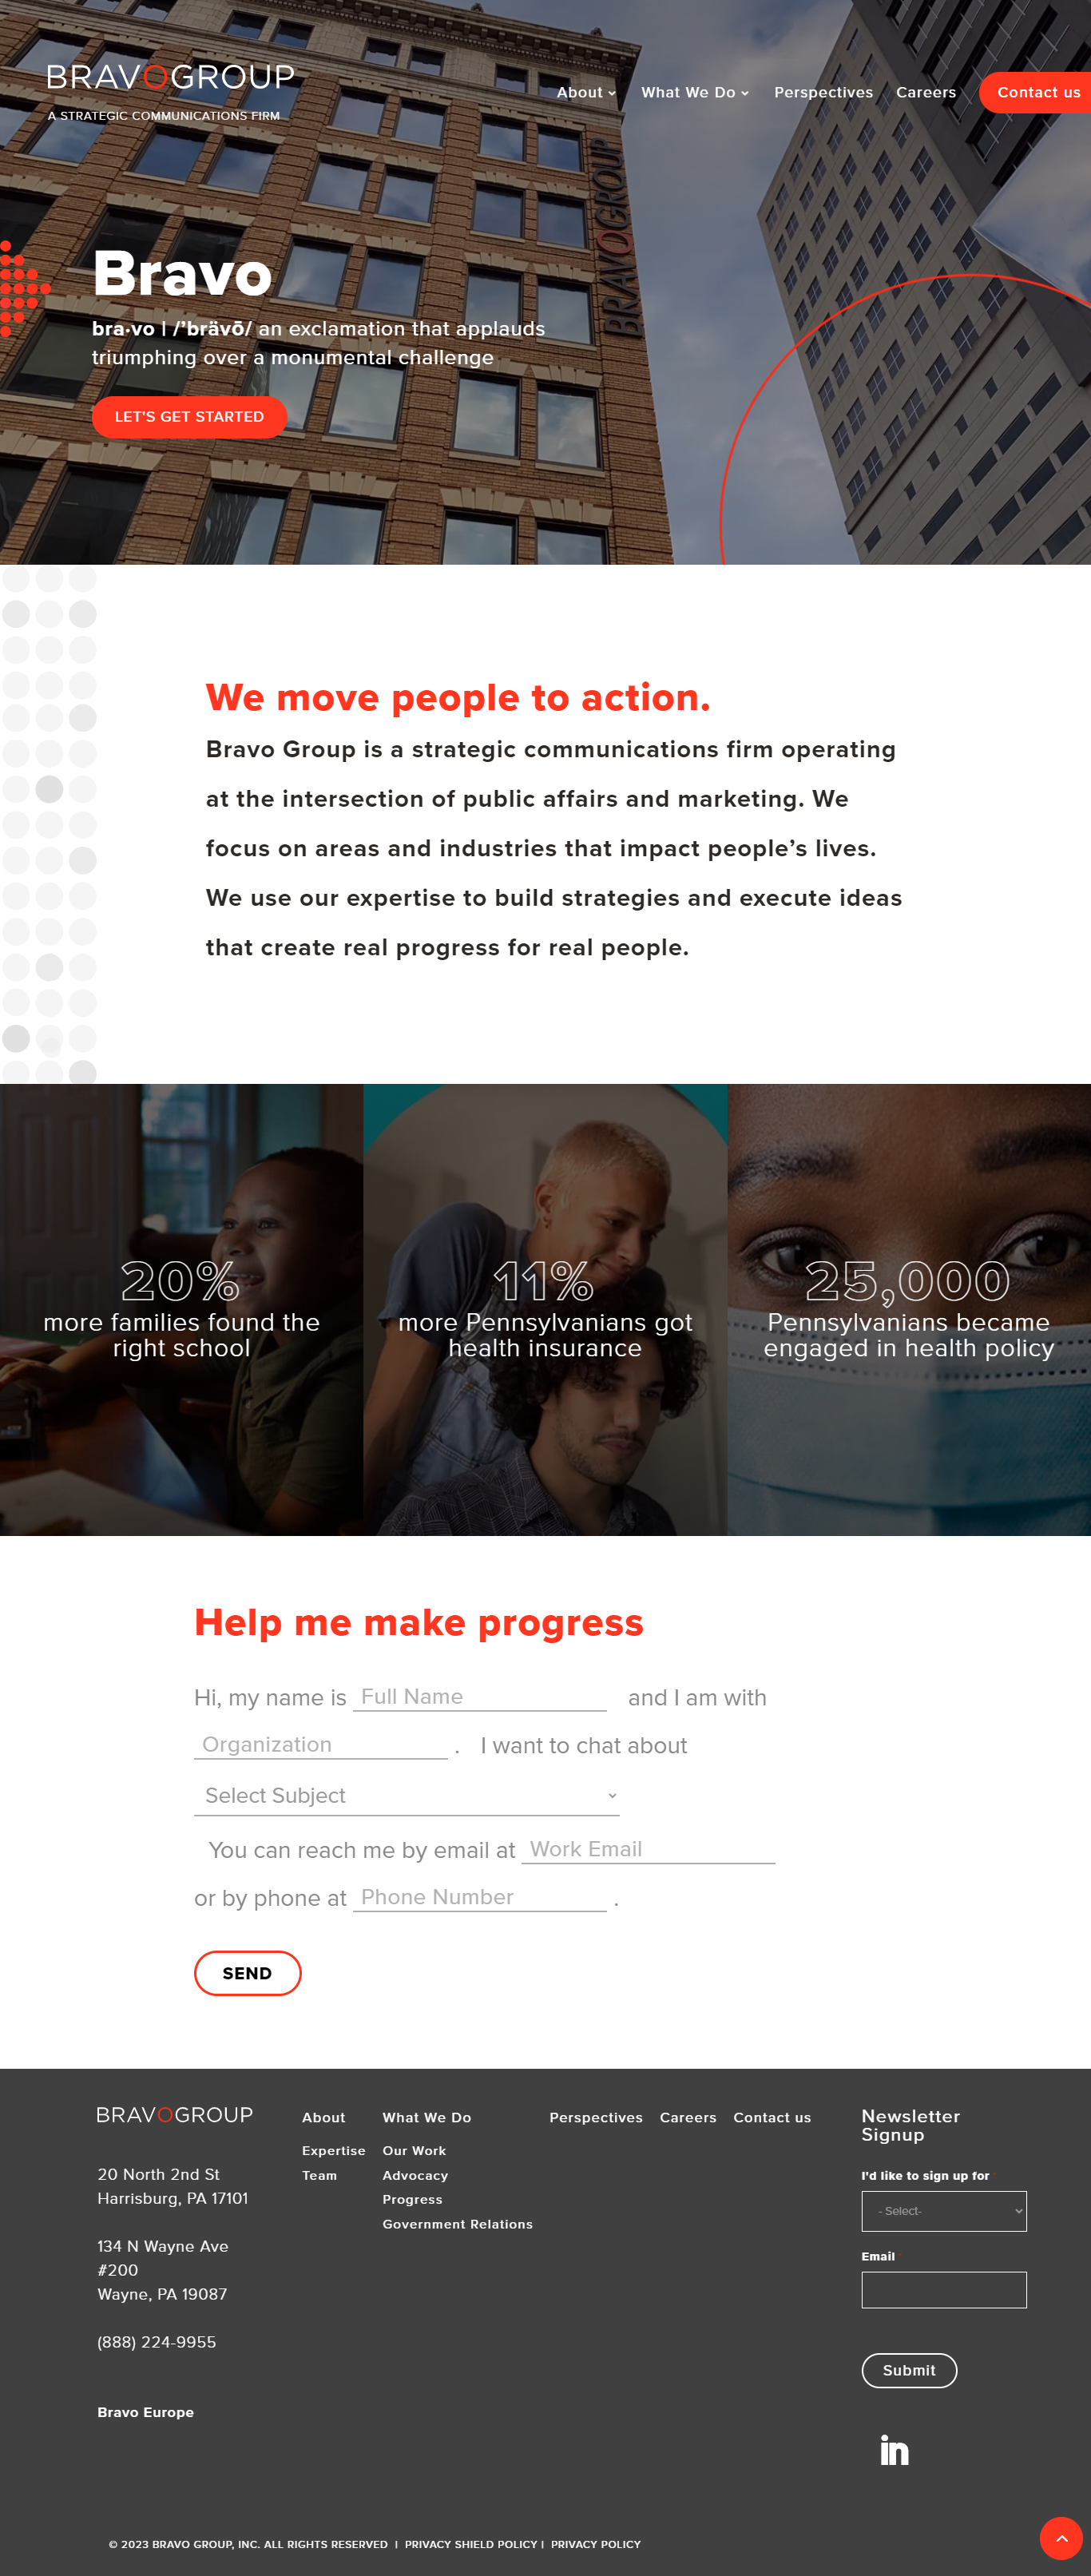 BRAVOGROUP
A STRATEGIC COMMUNICATIONS FIRM
About
What We Do
Perspectives
Careers
Contact us
BRAVOGROUP
Bravo
bra·vo | /’brävō/ an exclamation that applauds
triumphing over a monumental challenge
LET’S GET STARTED
We move people to action.
Bravo Group is a strategic communications firm operating
at the intersection of public affairs and marketing. We
focus on areas and industries that impact people’s lives.
We use our expertise to build strategies and execute ideas
that create real progress for real people.
20%
more families found the
right school
11%
more Pennsylvanians got
health insurance
25,000
Pennsylvanians became
engaged in health policy
Help me make progress
Hi, my name is Full Name and I am with
Organization . I want to chat about
Select Subject
You can reach me by email at Work Email
or by phone at Phone Number .
SEND
BRAVOGROUP
20 North 2nd St
Harrisburg, PA 17101
134 N Wayne Ave
#200
Wayne, PA 19087
(888) 224-9955
Bravo Europe
About
Expertise
Team
What We Do
Our Work
Advocacy
Progress
Government Relations
Perspectives
Careers
Contact us
Newsletter
Signup
I'd like to sign up for
- Select-
Email
Submit
in
© 2023 BRAVO GROUP, INC. ALL RIGHTS RESERVED | PRIVACY SHIELD POLICY | PRIVACY POLICY